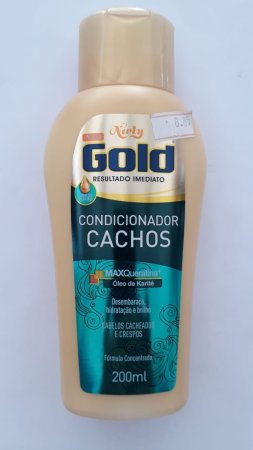 Niely
Gold
RESULTADO IMEDIATO
CONDICIONADOR
CACHOS
MAXQueratina+
Óleo de Karité
Desembaraço,
hidratação e brilho
CABELOS CACHEADOS
E CRESPOS
Fórmula Concentrada
200ml